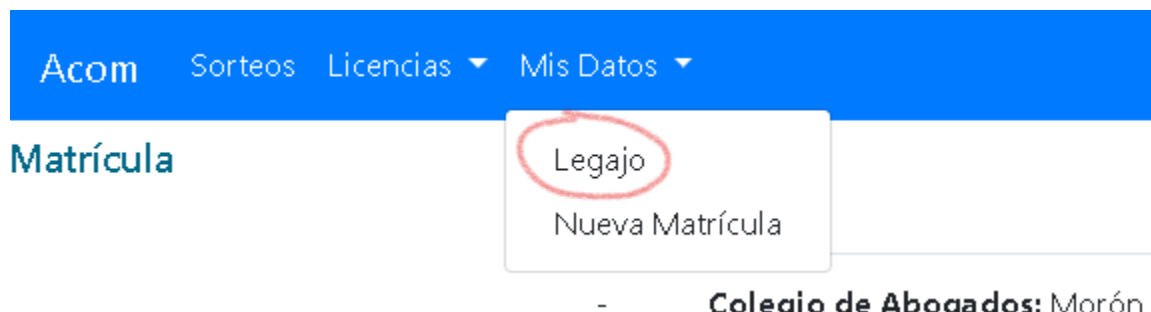 Acom Sorteos Licencias Mis Datos
Matrícula
Legajo
Nueva Matrícula
- Colegio de Abogados: Morón